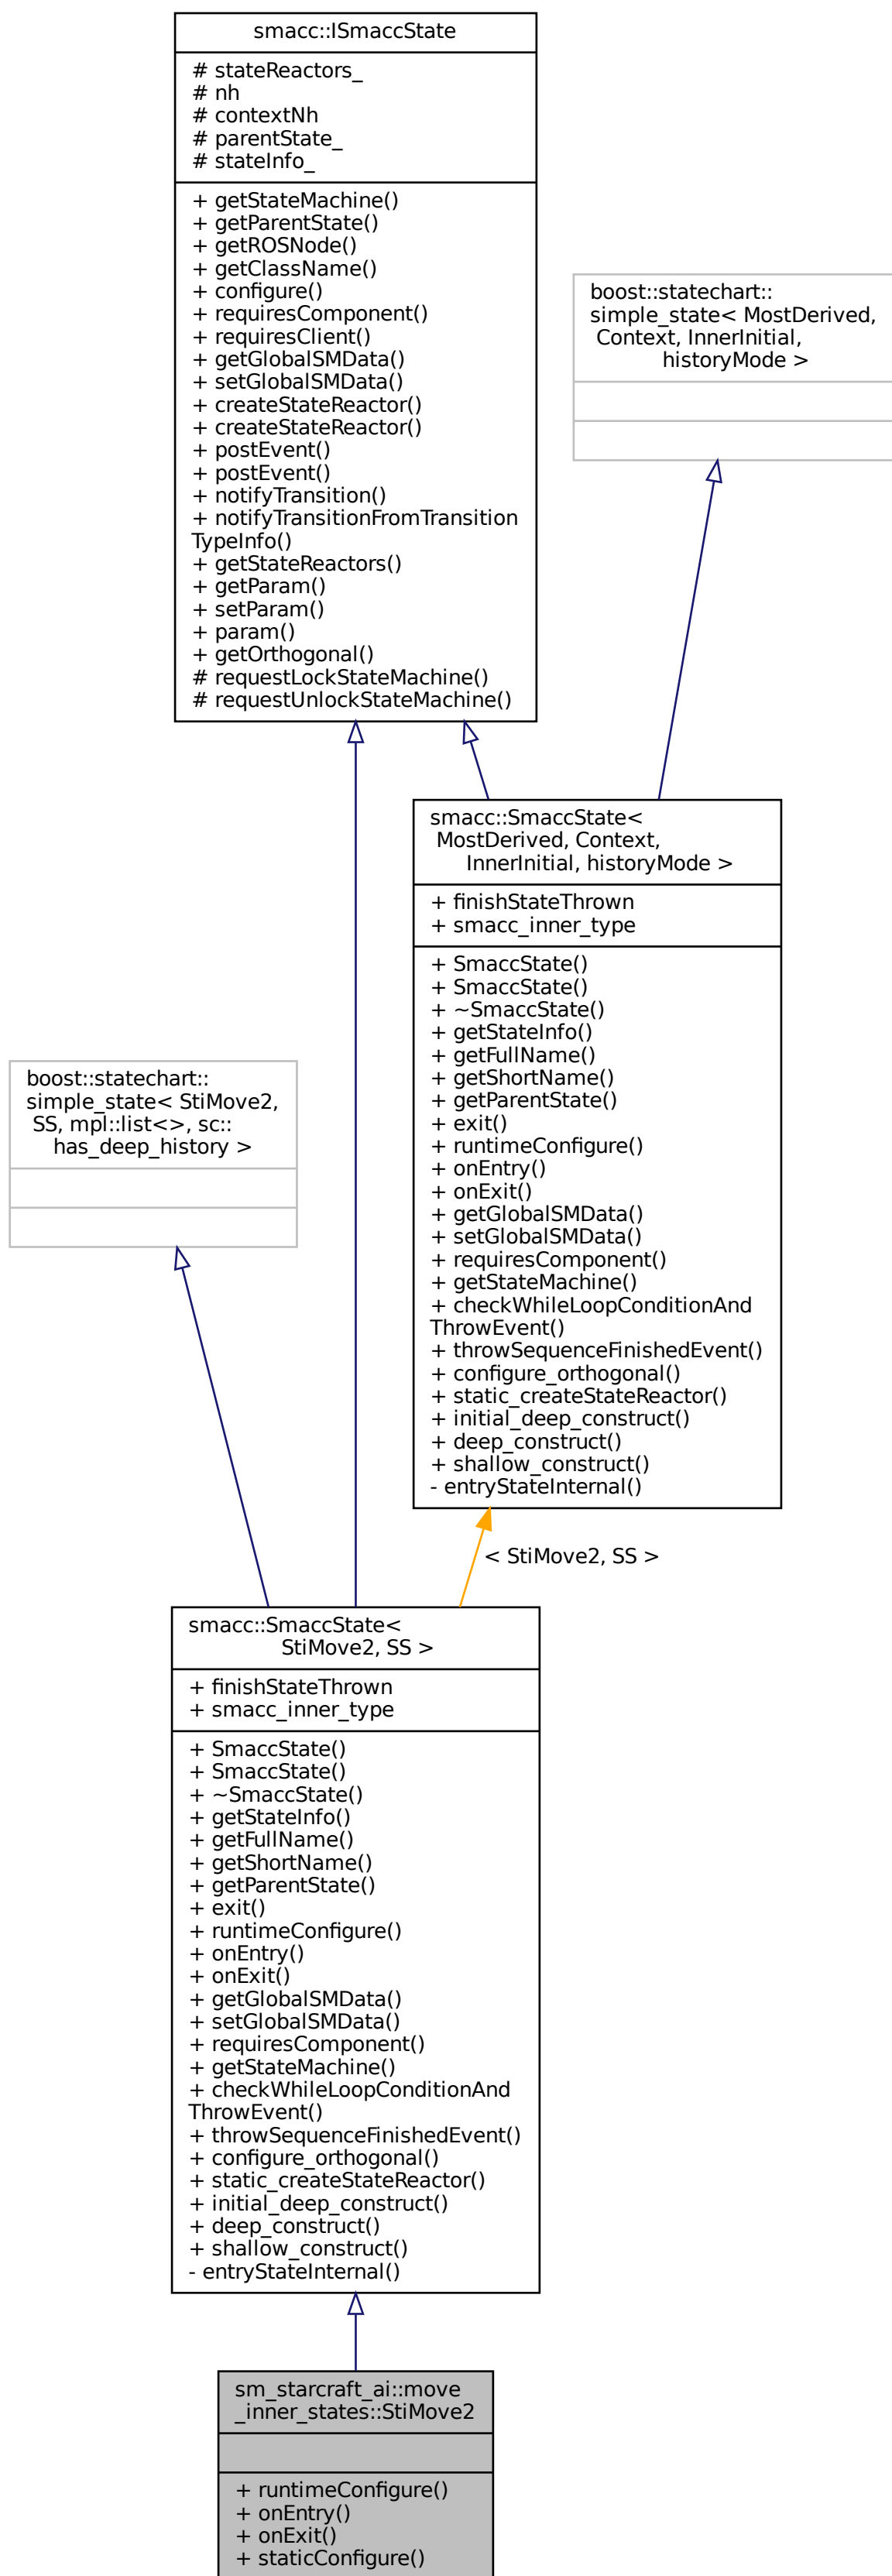 smacc::ISmaccState
# stateReactors_
# nh
# contextNh
# parentState_
# stateInfo_
+ getStateMachine()
+ getParentState()
+ getROSNode()
+ getClassName()
+ configure()
+ requiresComponent()
+ requiresClient()
+ getGlobalSMData()
+ setGlobalSMData()
+ createStateReactor()
+ createStateReactor()
+ postEvent()
+ postEvent()
+ notifyTransition()
+ notifyTransitionFromTransition
TypeInfo()
+ getStateReactors()
+ getParam()
+ setParam()
+ param()
+ getOrthogonal()
# requestLockStateMachine()
# requestUnlockStateMachine()
boost::statechart::
simple_state< MostDerived,
Context, InnerInitial,
historyMode >
smacc::SmaccState<
MostDerived, Context,
InnerInitial, historyMode >
+ finishStateThrown
+ smacc_inner_type
+ SmaccState()
+ SmaccState()
+ ~SmaccState()
+ getStateInfo()
+ getFullName()
+ getShortName()
+ getParentState()
+ exit()
+ runtimeConfigure()
+ onEntry()
+ onExit()
+ getGlobalSMData()
+ setGlobalSMData()
+ requiresComponent()
+ getStateMachine()
+ checkWhileLoopConditionAnd
ThrowEvent()
+ throwSequenceFinishedEvent()
+ configure_orthogonal()
+ static_createStateReactor()
+ initial_deep_construct()
+ deep_construct()
+ shallow_construct()
- entryStateInternal()
boost::statechart::
simple_state< StiMove2,
SS, mpl::list<>, sc::
has_deep_history >
< StiMove2, SS >
smacc::SmaccState<
StiMove2, SS >
+ finishStateThrown
+ smacc_inner_type
+ SmaccState()
+ SmaccState()
+ ~SmaccState()
+ getStateInfo()
+ getFullName()
+ getShortName()
+ getParentState()
+ exit()
+ runtimeConfigure()
+ onEntry()
+ onExit()
+ getGlobalSMData()
+ setGlobalSMData()
+ requiresComponent()
+ getStateMachine()
+ checkWhileLoopConditionAnd
ThrowEvent()
+ throwSequenceFinishedEvent()
+ configure_orthogonal()
+ static_createStateReactor()
+ initial_deep_construct()
+ deep_construct()
+ shallow_construct()
- entryStateInternal()
sm_starcraft_ai::move
_inner_states::StiMove2
+ runtimeConfigure()
+ onEntry()
+ onExit()
+ staticConfigure()